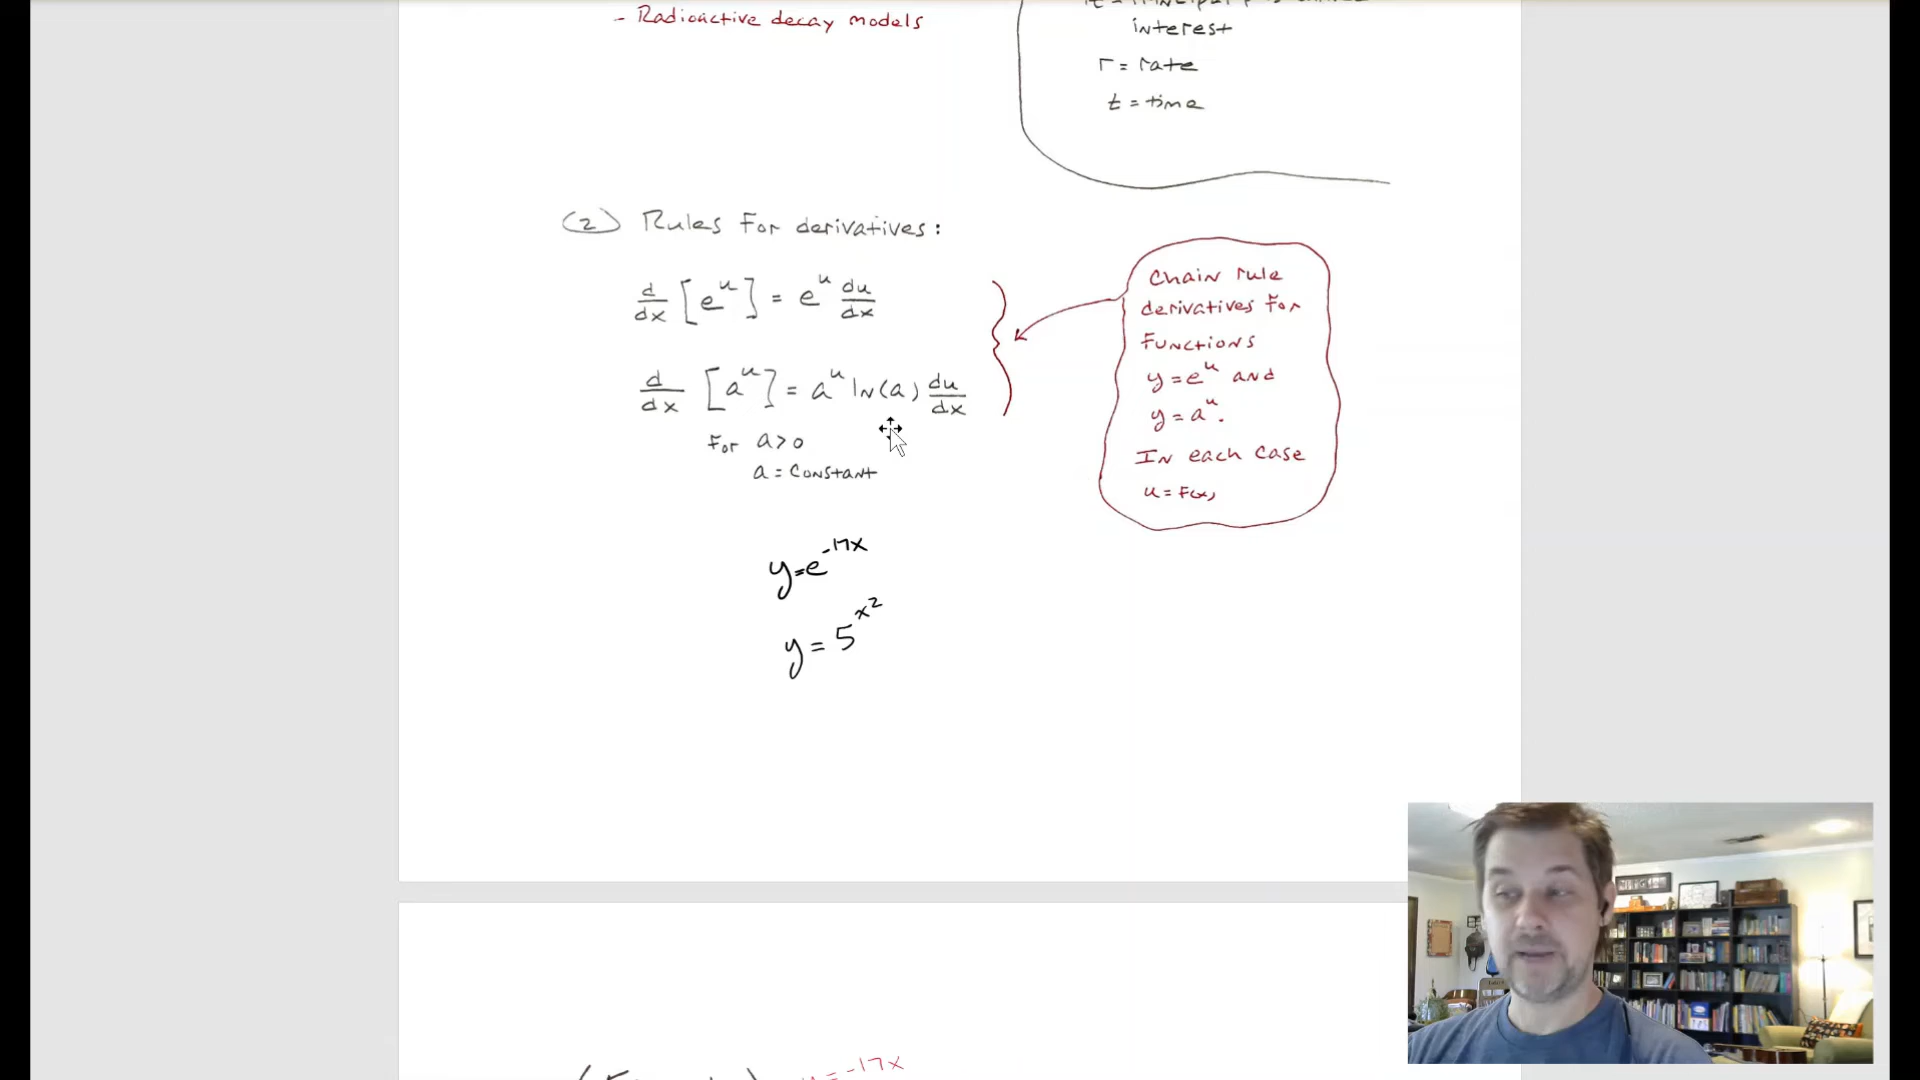 - Radioactive decay models
interest
r = rate
t = time
(2) Rules for derivatives:
d/dx [e^u] = e^u du/dx
d/dx [a^u] = a^u ln(a) du/dx
for a > 0
a = constant
Chain rule
derivatives for
functions
y = e^u and
y = a^u.
In each case
u = f(x)
y = e^-17x
y = 5^x^2
= -17x